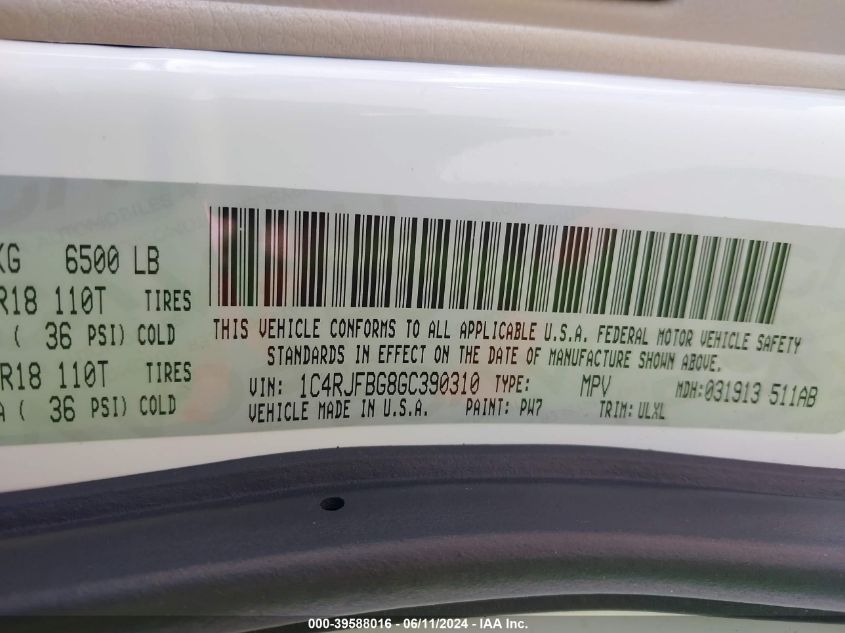 AUTOMOBILES
KG 6500 LB
R18 110T TIRES
( 36 PSI) COLD
R18 110T TIRES
A ( 36 PSI) COLD
THIS VEHICLE CONFORMS TO ALL APPLICABLE U.S.A. FEDERAL MOTOR VEHICLE SAFETY
STANDARDS IN EFFECT ON THE DATE OF MANUFACTURE SHOWN ABOVE.
VIN: 1C4RJFBG8GC390310 TYPE: MPV MDH:031913 511AB
VEHICLE MADE IN U.S.A. PAINT: PW7 TRIM: ULXL
000-39588016 - 06/11/2024 - IAA Inc.